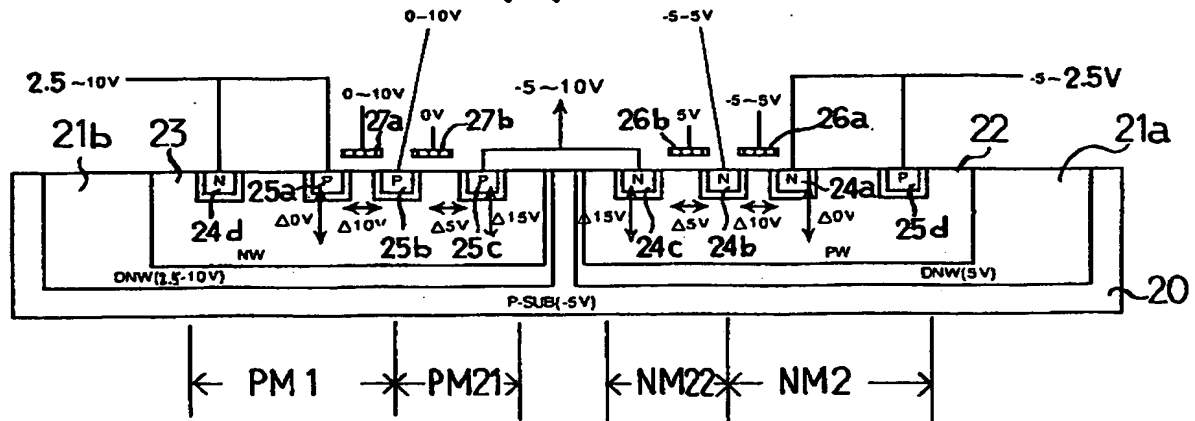 0-10V
-5-5V
2.5~10V
-5~10V
-5~2.5V
0~10V
0V
5V
-5~5V
27a
27b
26b
26a
21b
23
22
21a
N
P
P
P
N
N
N
P
25a
24a
24d
Δ0V
Δ10V
25b
Δ5V
25c
Δ15V
Δ15V
24c
Δ5V
24b
Δ10V
Δ0V
25d
NW
PW
DNW(2.5-10V)
DNW(5V)
P-SUB(-5V)
20
PM1
PM21
NM22
NM2